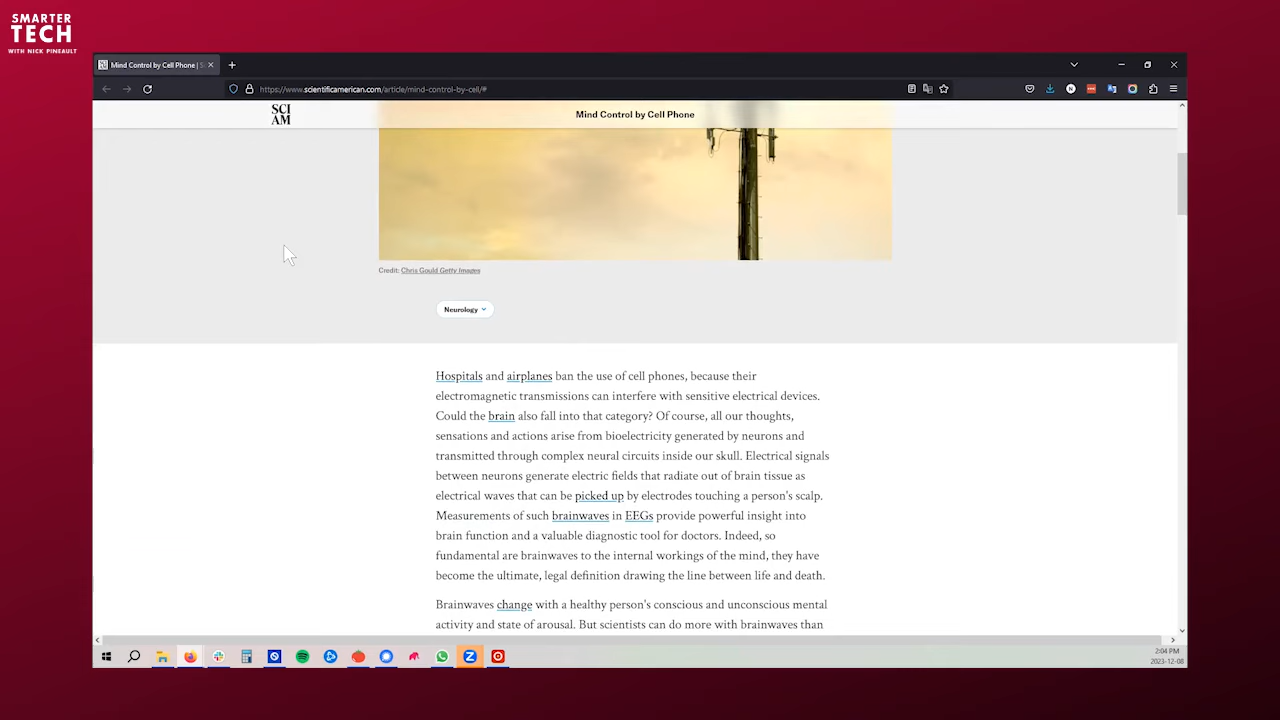 SMARTER
TECH
WITH NICK PINEAULT
Mind Control by Cell Phone | S
https://www.scientificamerican.com/article/mind-control-by-cell/#
SCI
AM
Mind Control by Cell Phone
Credit: Chris Gould Getty Images
Neurology
Hospitals and airplanes ban the use of cell phones, because their
electromagnetic transmissions can interfere with sensitive electrical devices.
Could the brain also fall into that category? Of course, all our thoughts,
sensations and actions arise from bioelectricity generated by neurons and
transmitted through complex neural circuits inside our skull. Electrical signals
between neurons generate electric fields that radiate out of brain tissue as
electrical waves that can be picked up by electrodes touching a person's scalp.
Measurements of such brainwaves in EEGs provide powerful insight into
brain function and a valuable diagnostic tool for doctors. Indeed, so
fundamental are brainwaves to the internal workings of the mind, they have
become the ultimate, legal definition drawing the line between life and death.
Brainwaves change with a healthy person's conscious and unconscious mental
activity and state of arousal. But scientists can do more with brainwaves than
2:04 PM
2023-12-08